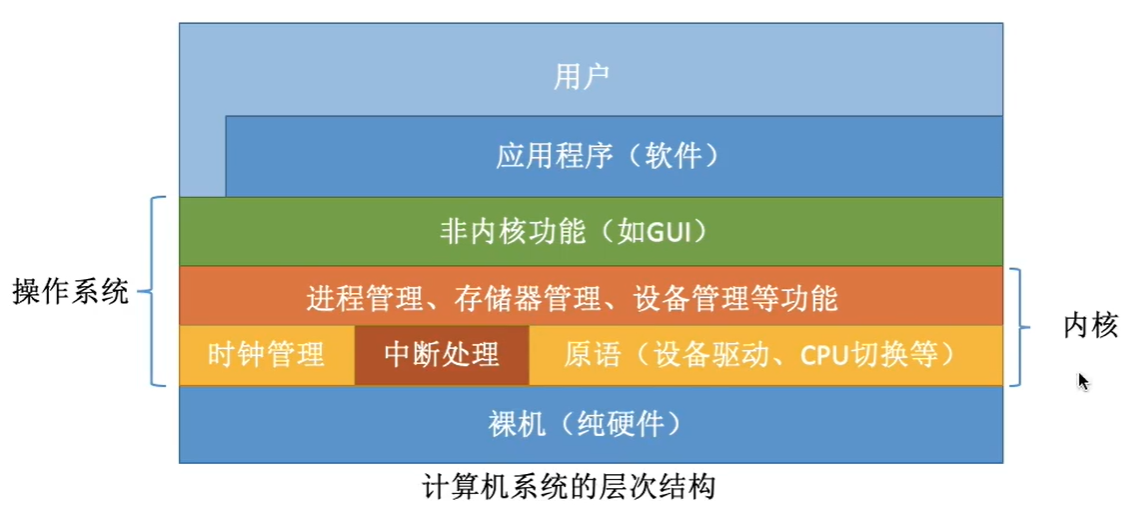 用户
应用程序（软件）
非内核功能（如GUI）
操作系统
进程管理、存储器管理、设备管理等功能
内核
时钟管理
中断处理
原语（设备驱动、CPU切换等）
裸机（纯硬件）
计算机系统的层次结构